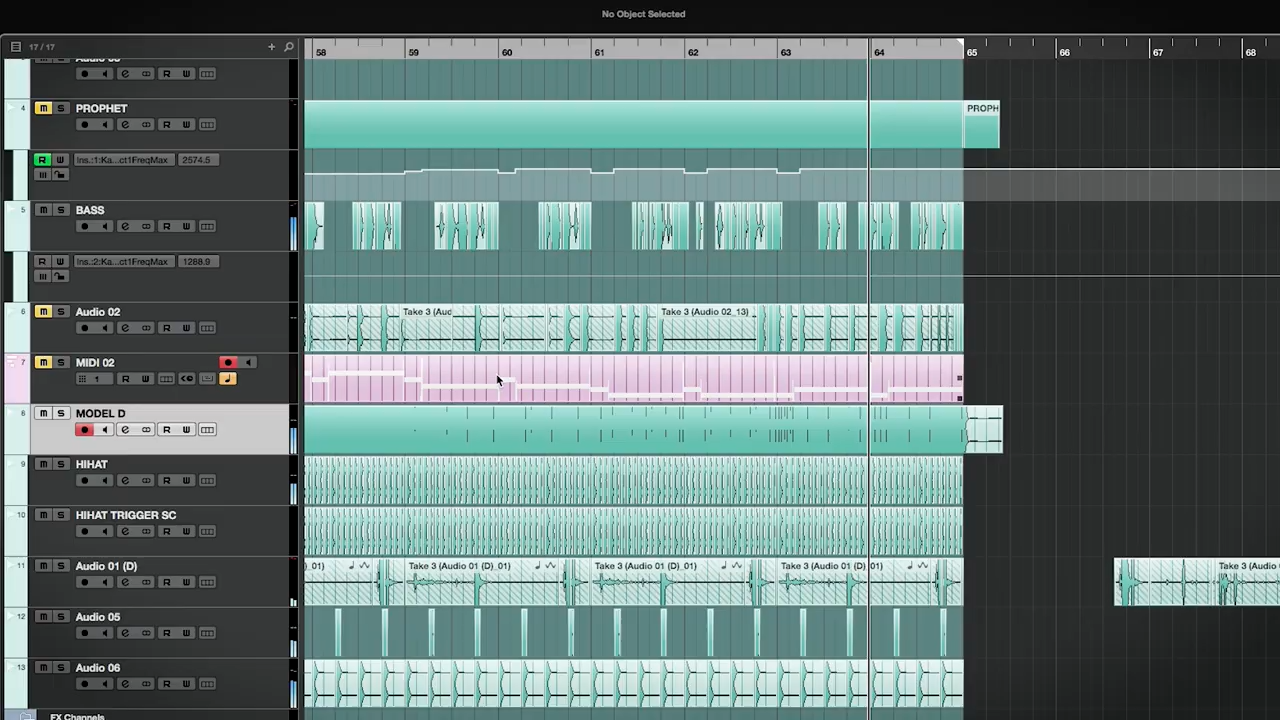 No Object Selected
17 / 17
58 59 60 61 62 63 64 65 66 67 68
R W
4 M S PROPHET PROPH
R W
R W Ins.:1:Ka...ct1FreqMax 2574.5
5 M S BASS
R W
R W Ins.:2:Ka...ct1FreqMax 1288.9
6 M S Audio 02 Take 3 (Aud Take 3 (Audio 02_13)
R W
7 M S MIDI 02
1 R W
8 M S MODEL D
R W
9 M S HIHAT
R W
10 M S HIHAT TRIGGER SC
R W
11 M S Audio 01 (D) _01) Take 3 (Audio 01 (D)_01) Take 3 (Audio 01 (D)_01) Take 3 (Audio 01 (D)_01) Take 3 (Audio
R W
12 M S Audio 05
R W
13 M S Audio 06
R W
FX Channels